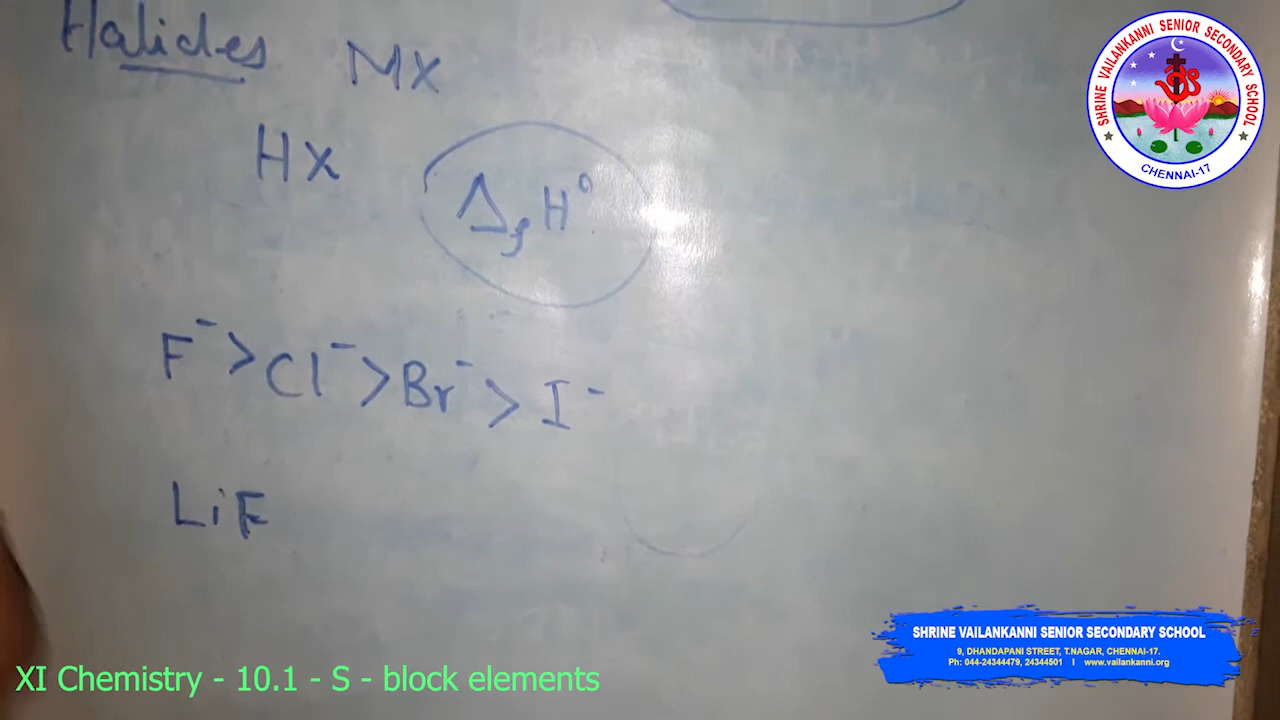 Halides MX
HX ΔfH°
F⁻ > Cl⁻ > Br⁻ > I⁻
LiF
SHRINE VAILANKANNI SENIOR SECONDARY SCHOOL
CHENNAI-17
SHRINE VAILANKANNI SENIOR SECONDARY SCHOOL
9, DHANDAPANI STREET, T.NAGAR, CHENNAI-17.
Ph: 044-24344479, 24344501 I www.vailankanni.org
XI Chemistry - 10.1 - S - block elements